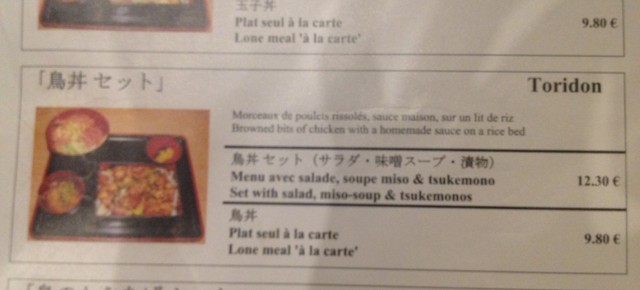 玉子丼
Plat seul à la carte 9.80 €
Lone meal 'à la carte'
「鳥丼セット」 Toridon
Morceaux de poulets rissolés, sauce maison, sur un lit de riz
Browned bits of chicken with a homemade sauce on a rice bed
鳥丼セット（サラダ・味噌スープ・漬物）
Menu avec salade, soupe miso & tsukemono 12.30 €
Set with salad, miso-soup & tsukemonos
鳥丼
Plat seul à la carte 9.80 €
Lone meal 'à la carte'